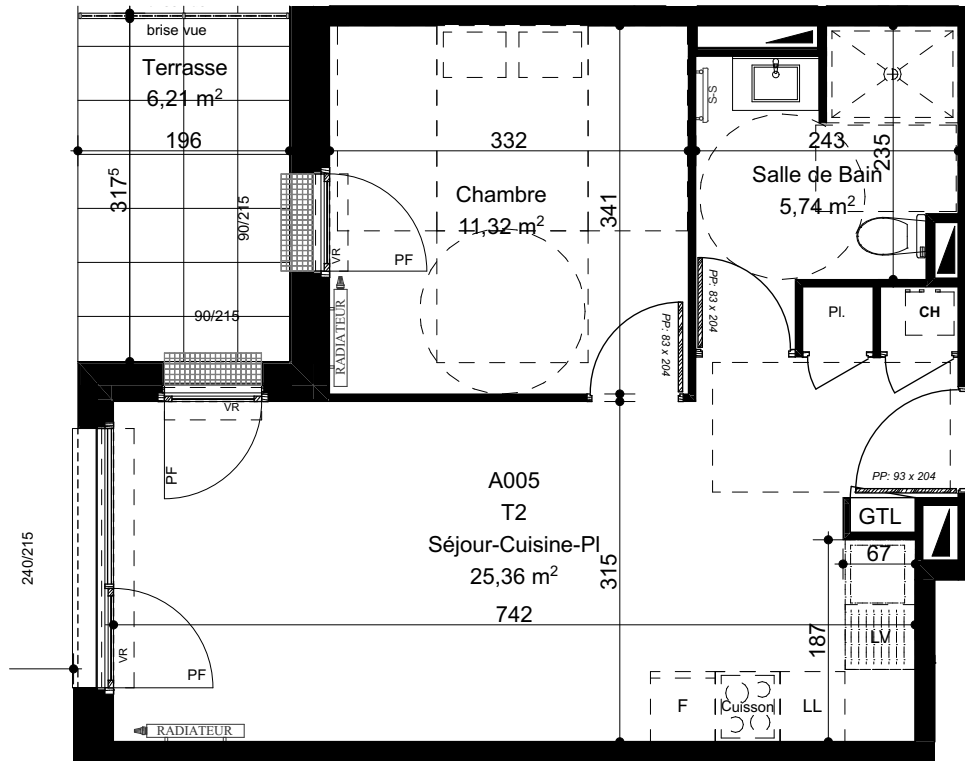 brise vue
Terrasse
6,21 m²
196
317⁵
90/215
90/215
332
Chambre
11,32 m²
341
VR
PF
RADIATEUR
PP: 83 x 204
S-S
243
235
Salle de Bain
5,74 m²
PP: 83 x 204
Pl.
CH
VR
PF
PP: 93 x 204
A005
T2
Séjour-Cuisine-Pl
25,36 m²
315
742
GTL
67
240/215
187
LV
VR
PF
F
Cuisson
LL
RADIATEUR